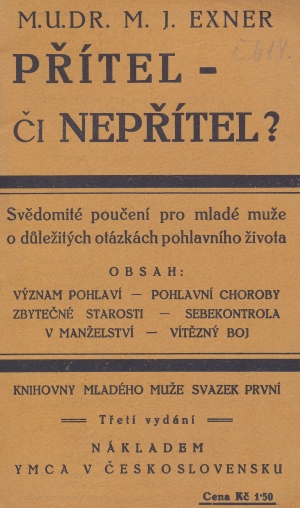 M.U.DR. M. J. EXNER
PŘÍTEL -
ČI NEPŘÍTEL?
Svědomité poučení pro mladé muže
o důležitých otázkách pohlavního života
OBSAH:
VÝZNAM POHLAVÍ — POHLAVNÍ CHOROBY
ZBYTEČNÉ STAROSTI — SEBEKONTROLA
V MANŽELSTVÍ — VÍTĚZNÝ BOJ
KNIHOVNY MLADÉHO MUŽE SVAZEK PRVNÍ
Třetí vydání
NÁKLADEM
YMCA V ČESKOSLOVENSKU
Cena Kč 1·50